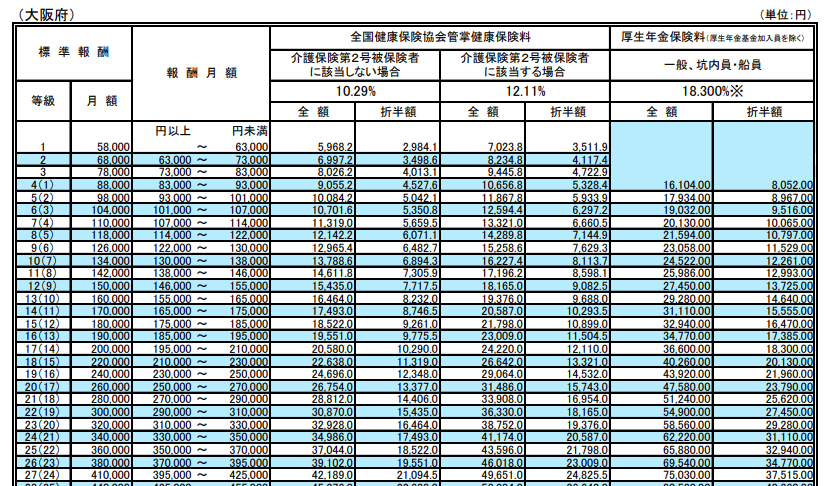 （大阪府） （単位：円）
標準報酬 報酬月額 全国健康保険協会管掌健康保険料 厚生年金保険料（厚生年金基金加入員を除く）
介護保険第２号被保険者に該当しない場合 介護保険第２号被保険者に該当する場合 一般、坑内員・船員
等級 月額 10.29% 12.11% 18.300%※
全額 折半額 全額 折半額 全額 折半額
円以上 円未満
1 58,000 ～ 63,000 5,968.2 2,984.1 7,023.8 3,511.9
2 68,000 63,000 ～ 73,000 6,997.2 3,498.6 8,234.8 4,117.4
3 78,000 73,000 ～ 83,000 8,026.2 4,013.1 9,445.8 4,722.9
4(1) 88,000 83,000 ～ 93,000 9,055.2 4,527.6 10,656.8 5,328.4 16,104.00 8,052.00
5(2) 98,000 93,000 ～ 101,000 10,084.2 5,042.1 11,867.8 5,933.9 17,934.00 8,967.00
6(3) 104,000 101,000 ～ 107,000 10,701.6 5,350.8 12,594.4 6,297.2 19,032.00 9,516.00
7(4) 110,000 107,000 ～ 114,000 11,319.0 5,659.5 13,321.0 6,660.5 20,130.00 10,065.00
8(5) 118,000 114,000 ～ 122,000 12,142.2 6,071.1 14,289.8 7,144.9 21,594.00 10,797.00
9(6) 126,000 122,000 ～ 130,000 12,965.4 6,482.7 15,258.6 7,629.3 23,058.00 11,529.00
10(7) 134,000 130,000 ～ 138,000 13,788.6 6,894.3 16,227.4 8,113.7 24,522.00 12,261.00
11(8) 142,000 138,000 ～ 146,000 14,611.8 7,305.9 17,196.2 8,598.1 25,986.00 12,993.00
12(9) 150,000 146,000 ～ 155,000 15,435.0 7,717.5 18,165.0 9,082.5 27,450.00 13,725.00
13(10) 160,000 155,000 ～ 165,000 16,464.0 8,232.0 19,376.0 9,688.0 29,280.00 14,640.00
14(11) 170,000 165,000 ～ 175,000 17,493.0 8,746.5 20,587.0 10,293.5 31,110.00 15,555.00
15(12) 180,000 175,000 ～ 185,000 18,522.0 9,261.0 21,798.0 10,899.0 32,940.00 16,470.00
16(13) 190,000 185,000 ～ 195,000 19,551.0 9,775.5 23,009.0 11,504.5 34,770.00 17,385.00
17(14) 200,000 195,000 ～ 210,000 20,580.0 10,290.0 24,220.0 12,110.0 36,600.00 18,300.00
18(15) 220,000 210,000 ～ 230,000 22,638.0 11,319.0 26,642.0 13,321.0 40,260.00 20,130.00
19(16) 240,000 230,000 ～ 250,000 24,696.0 12,348.0 29,064.0 14,532.0 43,920.00 21,960.00
20(17) 260,000 250,000 ～ 270,000 26,754.0 13,377.0 31,486.0 15,743.0 47,580.00 23,790.00
21(18) 280,000 270,000 ～ 290,000 28,812.0 14,406.0 33,908.0 16,954.0 51,240.00 25,620.00
22(19) 300,000 290,000 ～ 310,000 30,870.0 15,435.0 36,330.0 18,165.0 54,900.00 27,450.00
23(20) 320,000 310,000 ～ 330,000 32,928.0 16,464.0 38,752.0 19,376.0 58,560.00 29,280.00
24(21) 340,000 330,000 ～ 350,000 34,986.0 17,493.0 41,174.0 20,587.0 62,220.00 31,110.00
25(22) 360,000 350,000 ～ 370,000 37,044.0 18,522.0 43,596.0 21,798.0 65,880.00 32,940.00
26(23) 380,000 370,000 ～ 395,000 39,102.0 19,551.0 46,018.0 23,009.0 69,540.00 34,770.00
27(24) 410,000 395,000 ～ 425,000 42,189.0 21,094.5 49,651.0 24,825.5 75,030.00 37,515.00